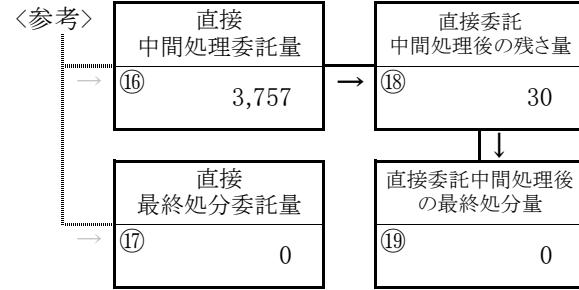 〈参考〉
直接
中間処理委託量
⑯
3,757
→
→
直接委託
中間処理後の残さ量
⑱
30
↓
直接
最終処分委託量
⑰
0
→
直接委託中間処理後
の最終処分量
⑲
0